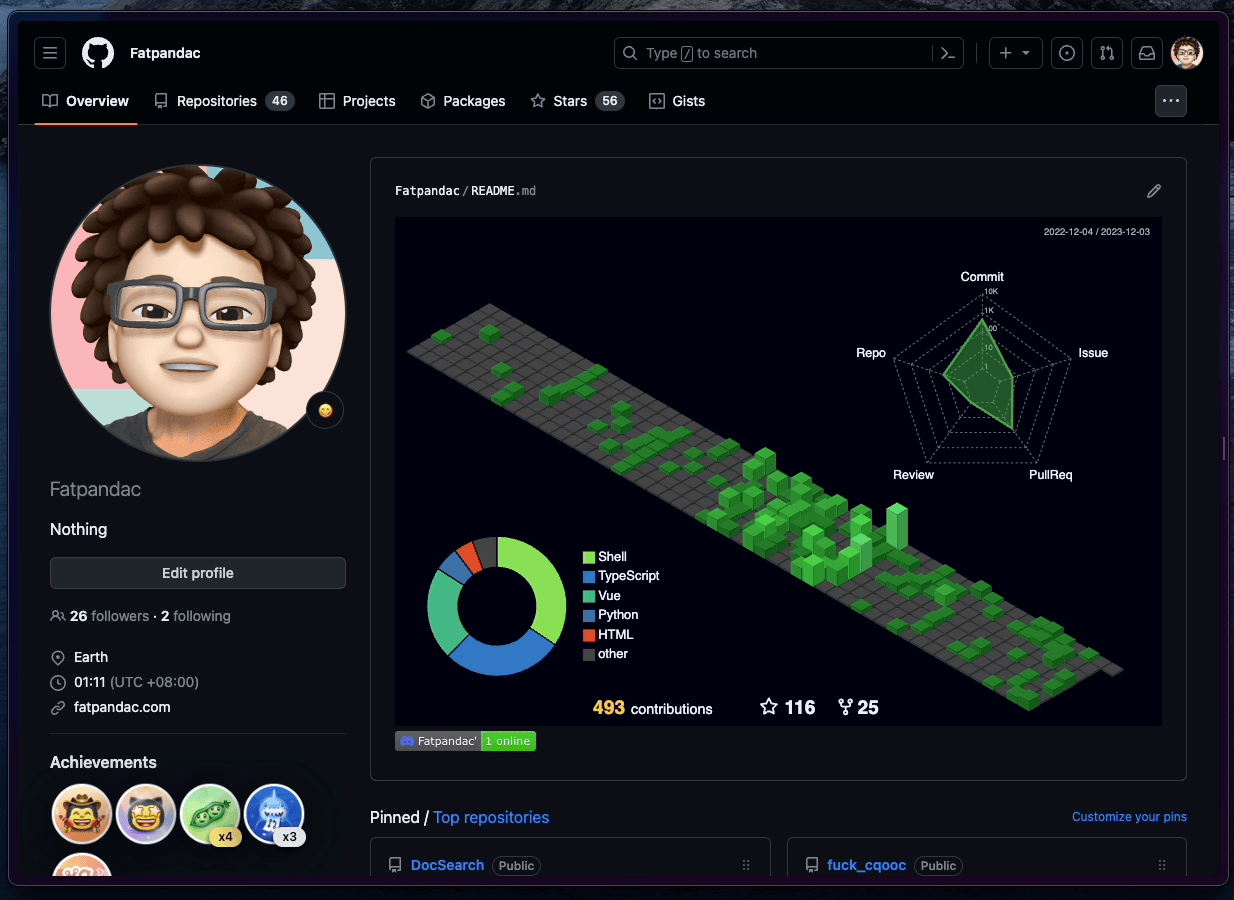 Fatpandac
Type / to search
Overview
Repositories 46
Projects
Packages
Stars 56
Gists
Fatpandac
Nothing
Edit profile
26 followers · 2 following
Earth
01:11 (UTC +08:00)
fatpandac.com
Achievements
x4
x3
Fatpandac/README.md
2022-12-04 / 2023-12-03
Commit
10K
1K
10
1
Repo
Issue
Review
PullReq
Shell
TypeScript
Vue
Python
HTML
other
493 contributions
116
25
Fatpandac' 1 online
Pinned / Top repositories
Customize your pins
DocSearch Public
fuck_cqooc Public